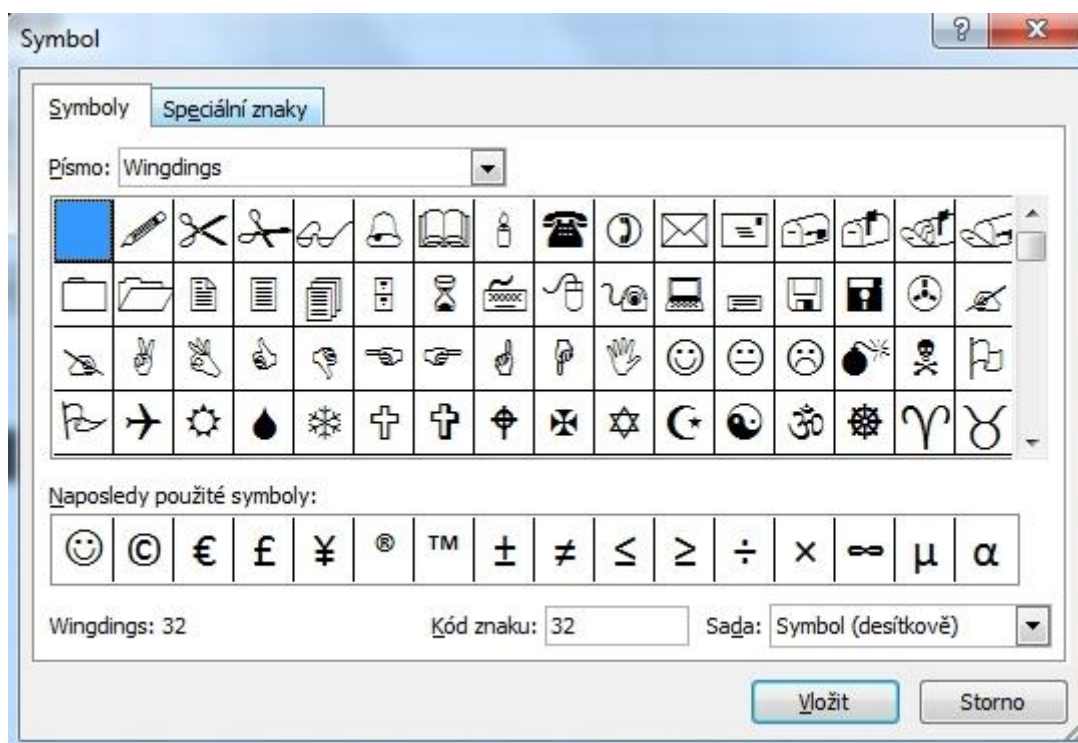 Symbol
Symboly Speciální znaky
Písmo: Wingdings
Naposledy použité symboly:
☺ © € £ ¥ ® ™ ± ≠ ≤ ≥ ÷ × ∞ µ α
Wingdings: 32 Kód znaku: 32 Sada: Symbol (desítkově)
Vložit Storno